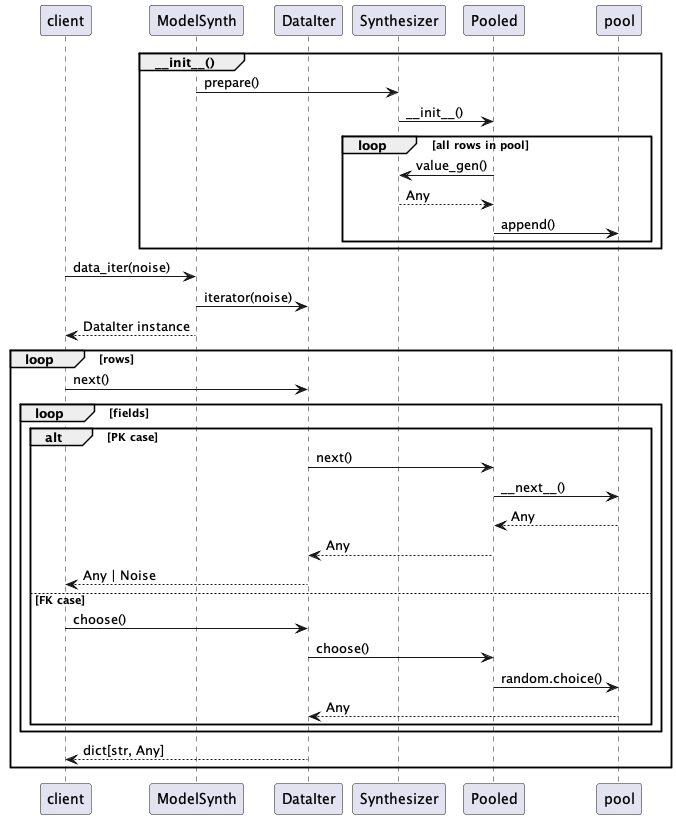 client ModelSynth DataIter Synthesizer Pooled pool
__init__()
prepare()
__init__()
loop [all rows in pool]
value_gen()
Any
append()
data_iter(noise)
iterator(noise)
DataIter instance
loop [rows]
next()
loop [fields]
alt [PK case]
next()
__next__()
Any
Any
Any | Noise
[FK case]
choose()
choose()
random.choice()
Any
dict[str, Any]
client ModelSynth DataIter Synthesizer Pooled pool